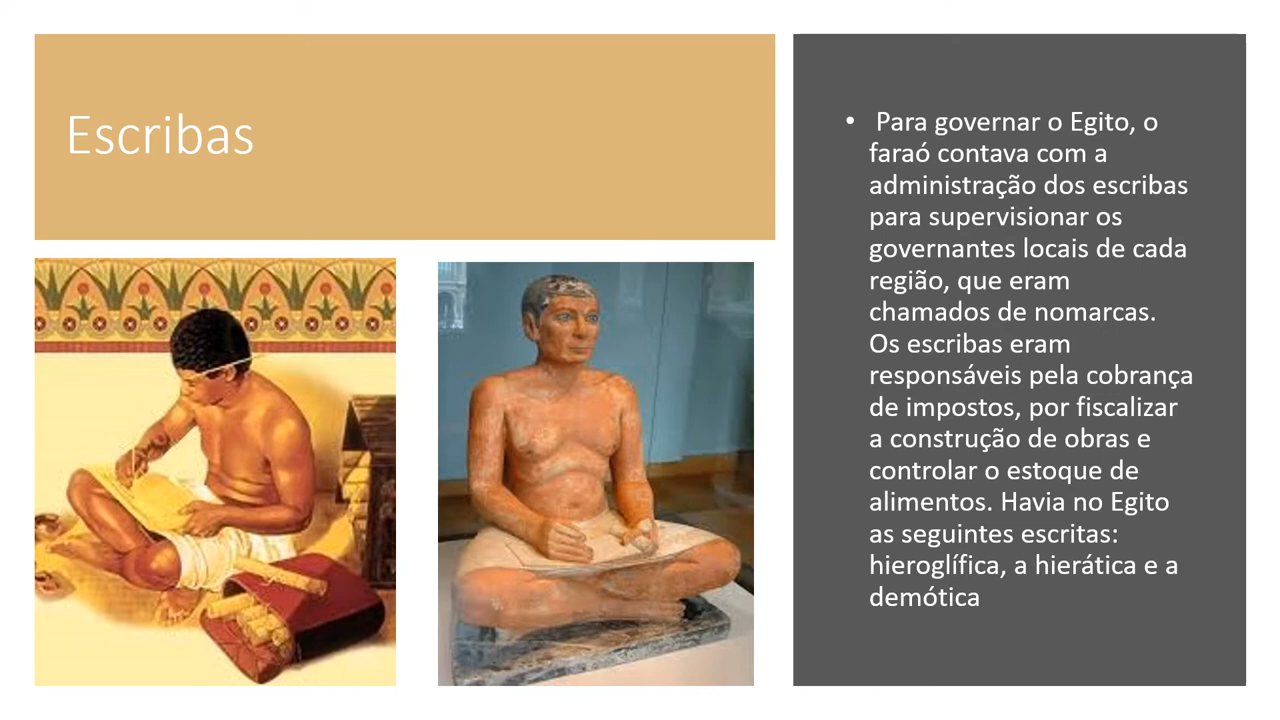 Escribas
• Para governar o Egito, o
faraó contava com a
administração dos escribas
para supervisionar os
governantes locais de cada
região, que eram
chamados de nomarcas.
Os escribas eram
responsáveis pela cobrança
de impostos, por fiscalizar
a construção de obras e
controlar o estoque de
alimentos. Havia no Egito
as seguintes escritas:
hieroglífica, a hierática e a
demótica